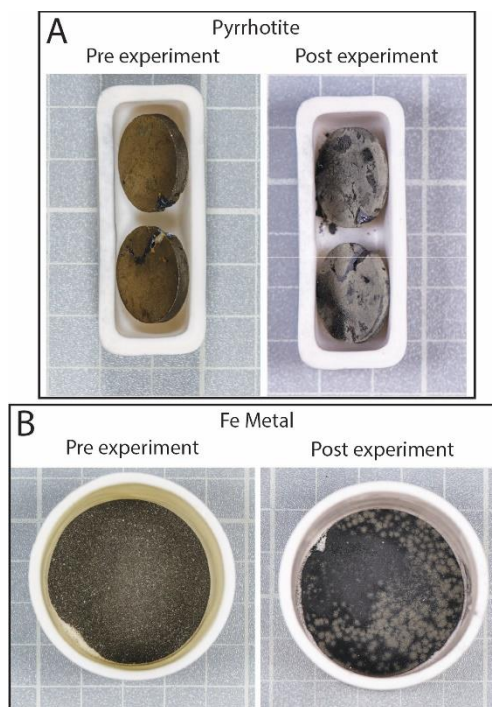 A
Pyrrhotite
Pre experiment
Post experiment
B
Fe Metal
Pre experiment
Post experiment